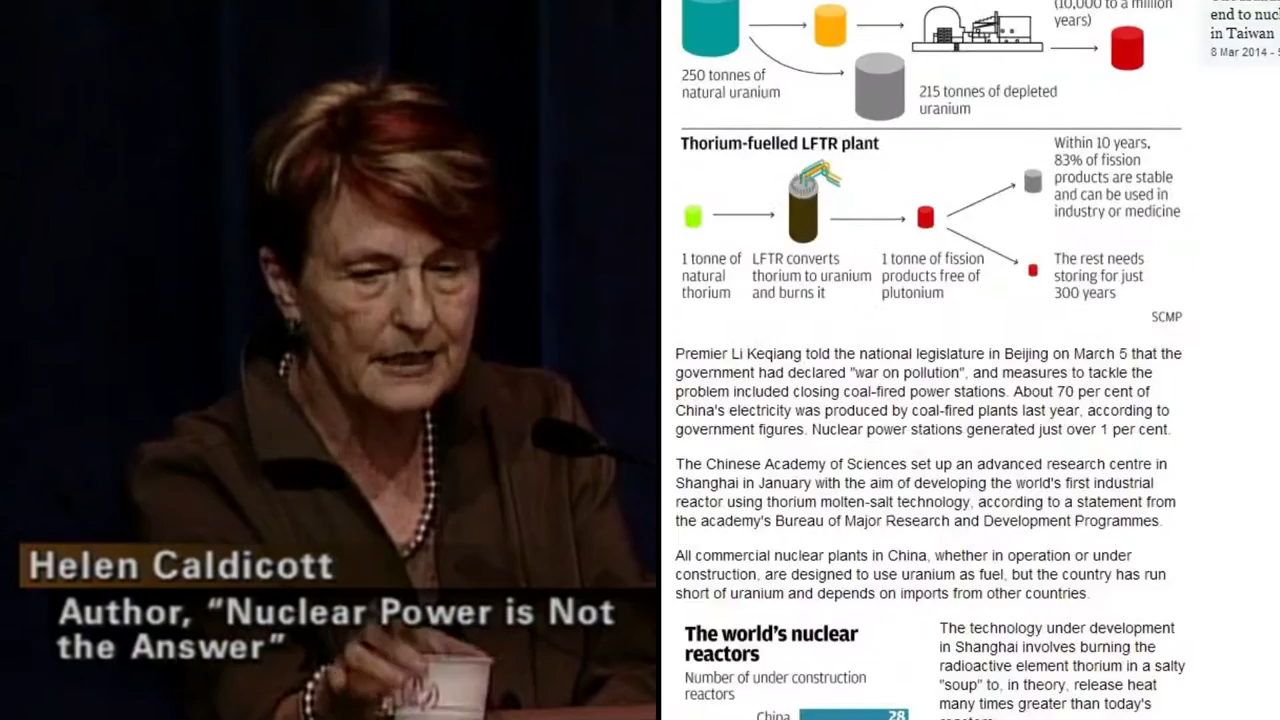 Helen Caldicott
Author, "Nuclear Power is Not
the Answer"
(10,000 to a million
years)
250 tonnes of
natural uranium
215 tonnes of depleted
uranium
Thorium-fuelled LFTR plant
Within 10 years,
83% of fission
products are stable
and can be used in
industry or medicine
1 tonne of
natural
thorium
LFTR converts
thorium to uranium
and burns it
1 tonne of fission
products free of
plutonium
The rest needs
storing for just
300 years
SCMP
Premier Li Keqiang told the national legislature in Beijing on March 5 that the
government had declared "war on pollution", and measures to tackle the
problem included closing coal-fired power stations. About 70 per cent of
China's electricity was produced by coal-fired plants last year, according to
government figures. Nuclear power stations generated just over 1 per cent.
The Chinese Academy of Sciences set up an advanced research centre in
Shanghai in January with the aim of developing the world's first industrial
reactor using thorium molten-salt technology, according to a statement from
the academy's Bureau of Major Research and Development Programmes.
All commercial nuclear plants in China, whether in operation or under
construction, are designed to use uranium as fuel, but the country has run
short of uranium and depends on imports from other countries.
The world's nuclear
reactors
Number of under construction
reactors
China 28
The technology under development
in Shanghai involves burning the
radioactive element thorium in a salty
"soup" to, in theory, release heat
many times greater than today's
end to nucl
in Taiwan
8 Mar 2014 -